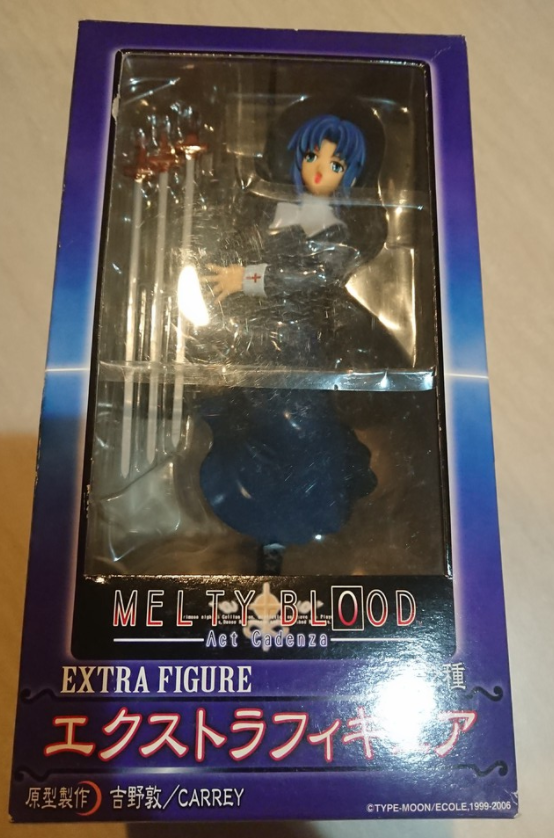 MELTY BLOOD
Act Cadenza
EXTRA FIGURE
種
エクストラフィギュア
原型製作 吉野敦/CARREY
©TYPE-MOON/ECOLE,1999-2006